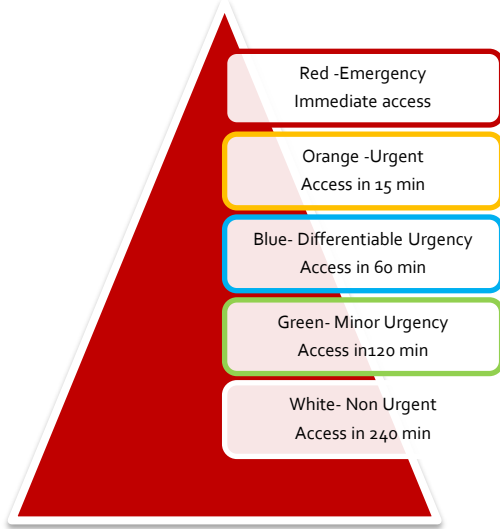 Red -Emergency
Immediate access
Orange -Urgent
Access in 15 min
Blue- Differentiable Urgency
Access in 60 min
Green- Minor Urgency
Access in120 min
White- Non Urgent
Access in 240 min